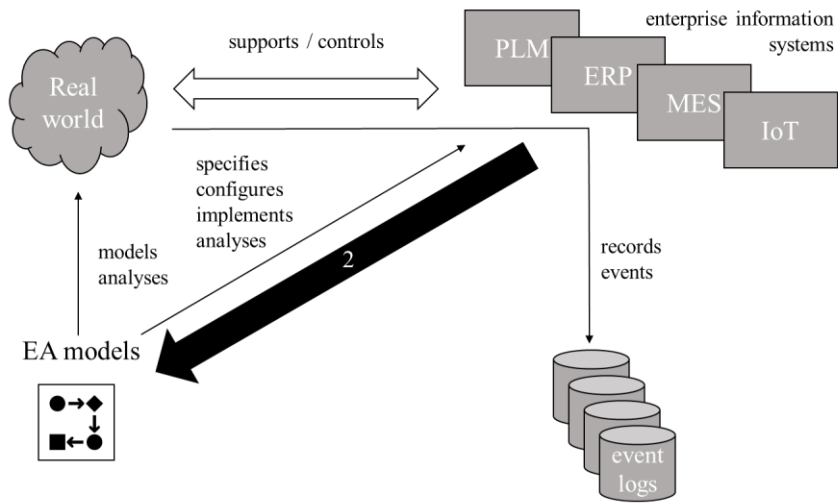 enterprise information
systems
supports / controls
PLM
ERP
MES
IoT
Real
world
specifies
configures
implements
analyses
models
analyses
2
records
events
EA models
event
logs